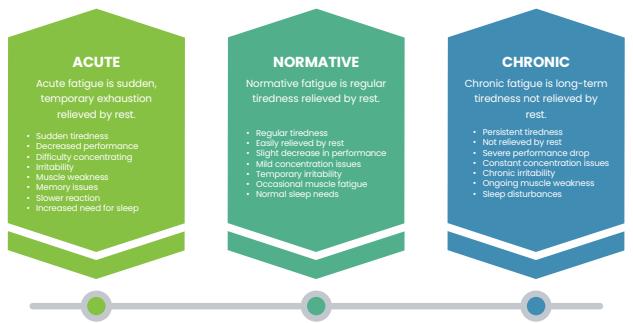 ACUTE
Acute fatigue is sudden,
temporary exhaustion
relieved by rest.
• Sudden tiredness
• Decreased performance
• Difficulty concentrating
• Irritability
• Muscle weakness
• Memory issues
• Slower reaction
• Increased need for sleep
NORMATIVE
Normative fatigue is regular
tiredness relieved by rest.
• Regular tiredness
• Easily relieved by rest
• Slight decrease in performance
• Mild concentration issues
• Temporary irritability
• Occasional muscle fatigue
• Normal sleep needs
CHRONIC
Chronic fatigue is long-term
tiredness not relieved by
rest.
• Persistent tiredness
• Not relieved by rest
• Severe performance drop
• Constant concentration issues
• Chronic irritability
• Ongoing muscle weakness
• Sleep disturbances